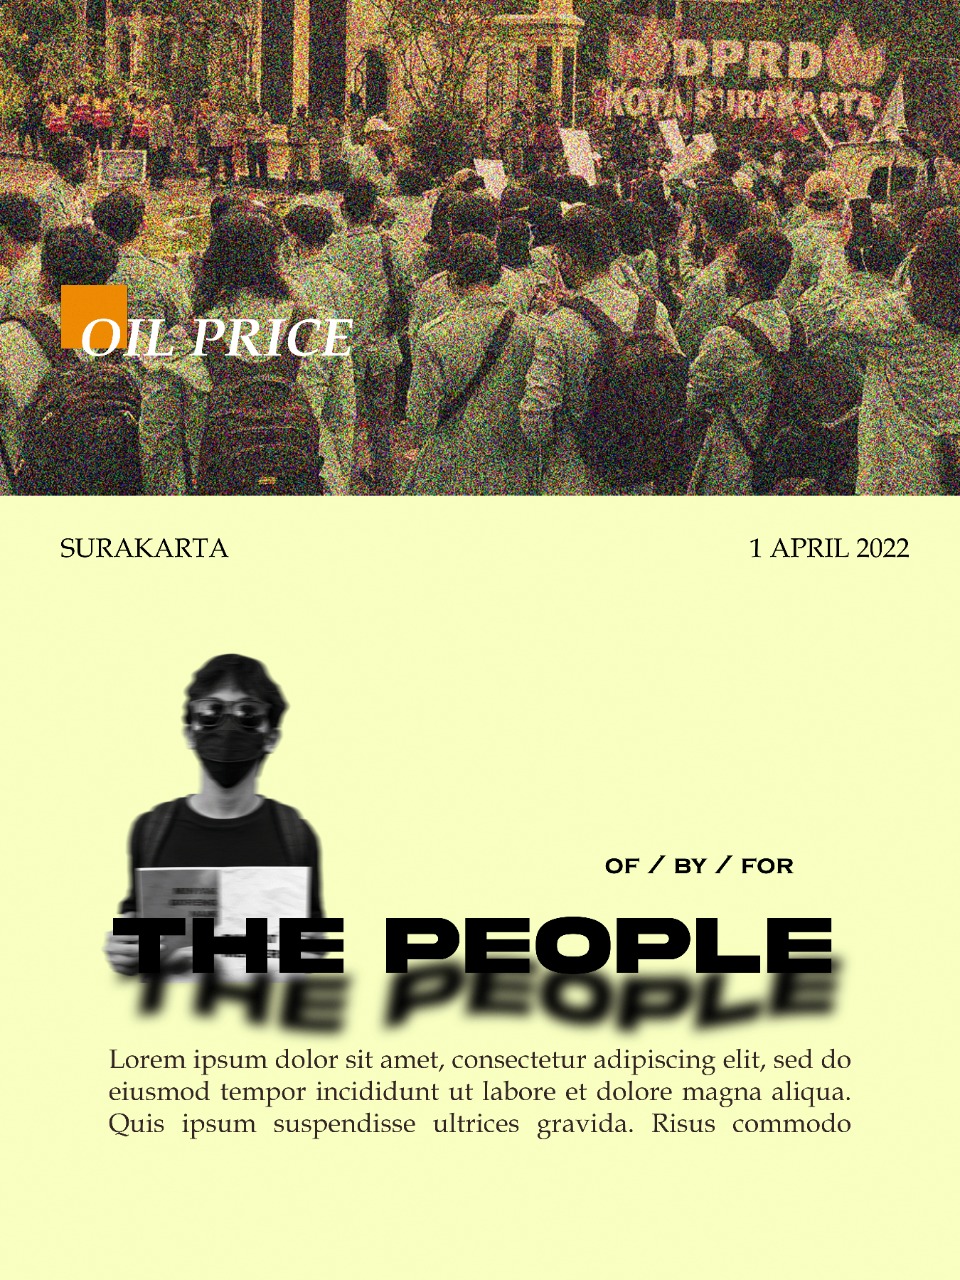 DPRD
KOTA SURAKARTA
OIL PRICE
SURAKARTA
1 APRIL 2022
OF / BY / FOR
THE PEOPLE
THE PEOPLE
Lorem ipsum dolor sit amet, consectetur adipiscing elit, sed do
eiusmod tempor incididunt ut labore et dolore magna aliqua.
Quis ipsum suspendisse ultrices gravida. Risus commodo